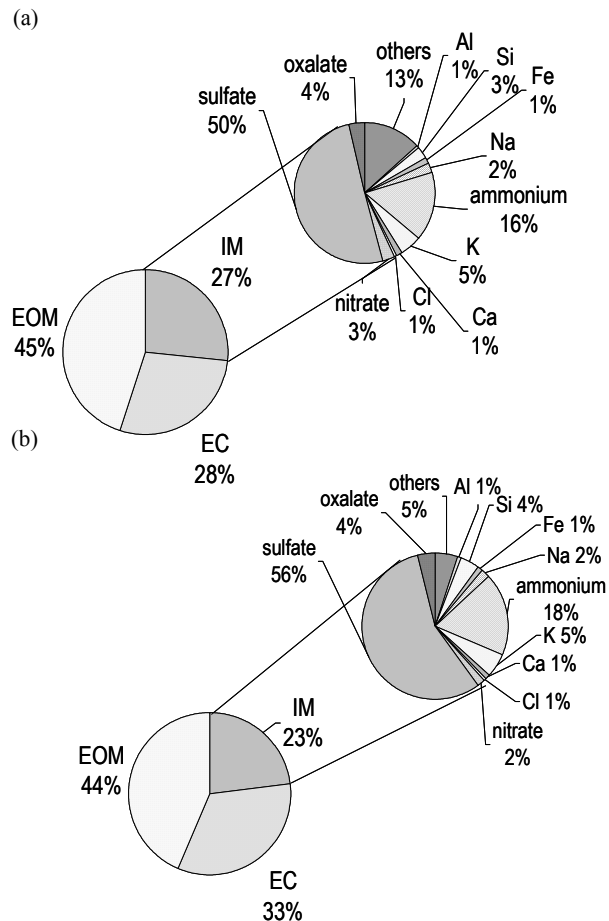 (a)
others
13%
Al
1%
Si
3%
Fe
1%
oxalate
4%
sulfate
50%
Na
2%
ammonium
16%
K
5%
Ca
1%
Cl
1%
nitrate
3%
IM
27%
EOM
45%
EC
28%
(b)
others
5%
Al 1%
Si 4%
Fe 1%
oxalate
4%
sulfate
56%
Na 2%
ammonium
18%
K 5%
Ca 1%
Cl 1%
nitrate
2%
IM
23%
EOM
44%
EC
33%